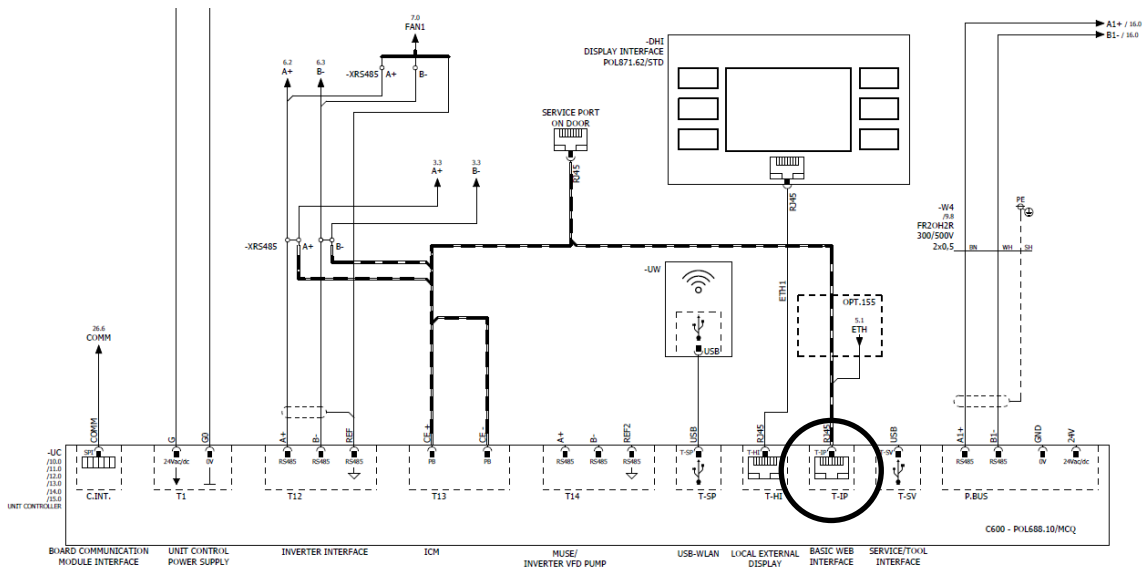 7.0
FAN1
6.2
A+
6.3
B-
-XRS485
A+
B-
SERVICE PORT
ON DOOR
RJ45
-DHI
DISPLAY INTERFACE
POL871.62/STD
RJ45
A1+ / 16.0
B1- / 16.0
3.3
A+
3.3
B-
-XRS485
A+
B-
-W4
/9.8
FR2OH2R
300/500V
2x0,5
BN
WH
SH
PE
-UW
USB
ETH1
OPT.155
5.1
ETH
26.6
COMM
COMM
G
G0
A+
B-
REF
CE +
CE -
A+
B-
REF2
USB
RJ45
RJ45
USB
A1+
B1-
GND
24V
-UC
/10.0
/11.0
/12.0
/13.0
/14.0
/15.0
UNIT CONTROLLER
SPI
24Vac/dc
0V
RS485
RS485
RS485
PB
PB
RS485
RS485
RS485
T-SP
T-HI
T-IP
T-SV
RS485
RS485
0V
24Vac/dc
C.INT.
T1
T12
T13
T14
T-SP
T-HI
T-IP
T-SV
P.BUS
C600 - POL688.10/MCQ
BOARD COMMUNICATION
MODULE INTERFACE
UNIT CONTROL
POWER SUPPLY
INVERTER INTERFACE
ICM
MUSE/
INVERTER VFD PUMP
USB-WLAN
LOCAL EXTERNAL
DISPLAY
BASIC WEB
INTERFACE
SERVICE/TOOL
INTERFACE